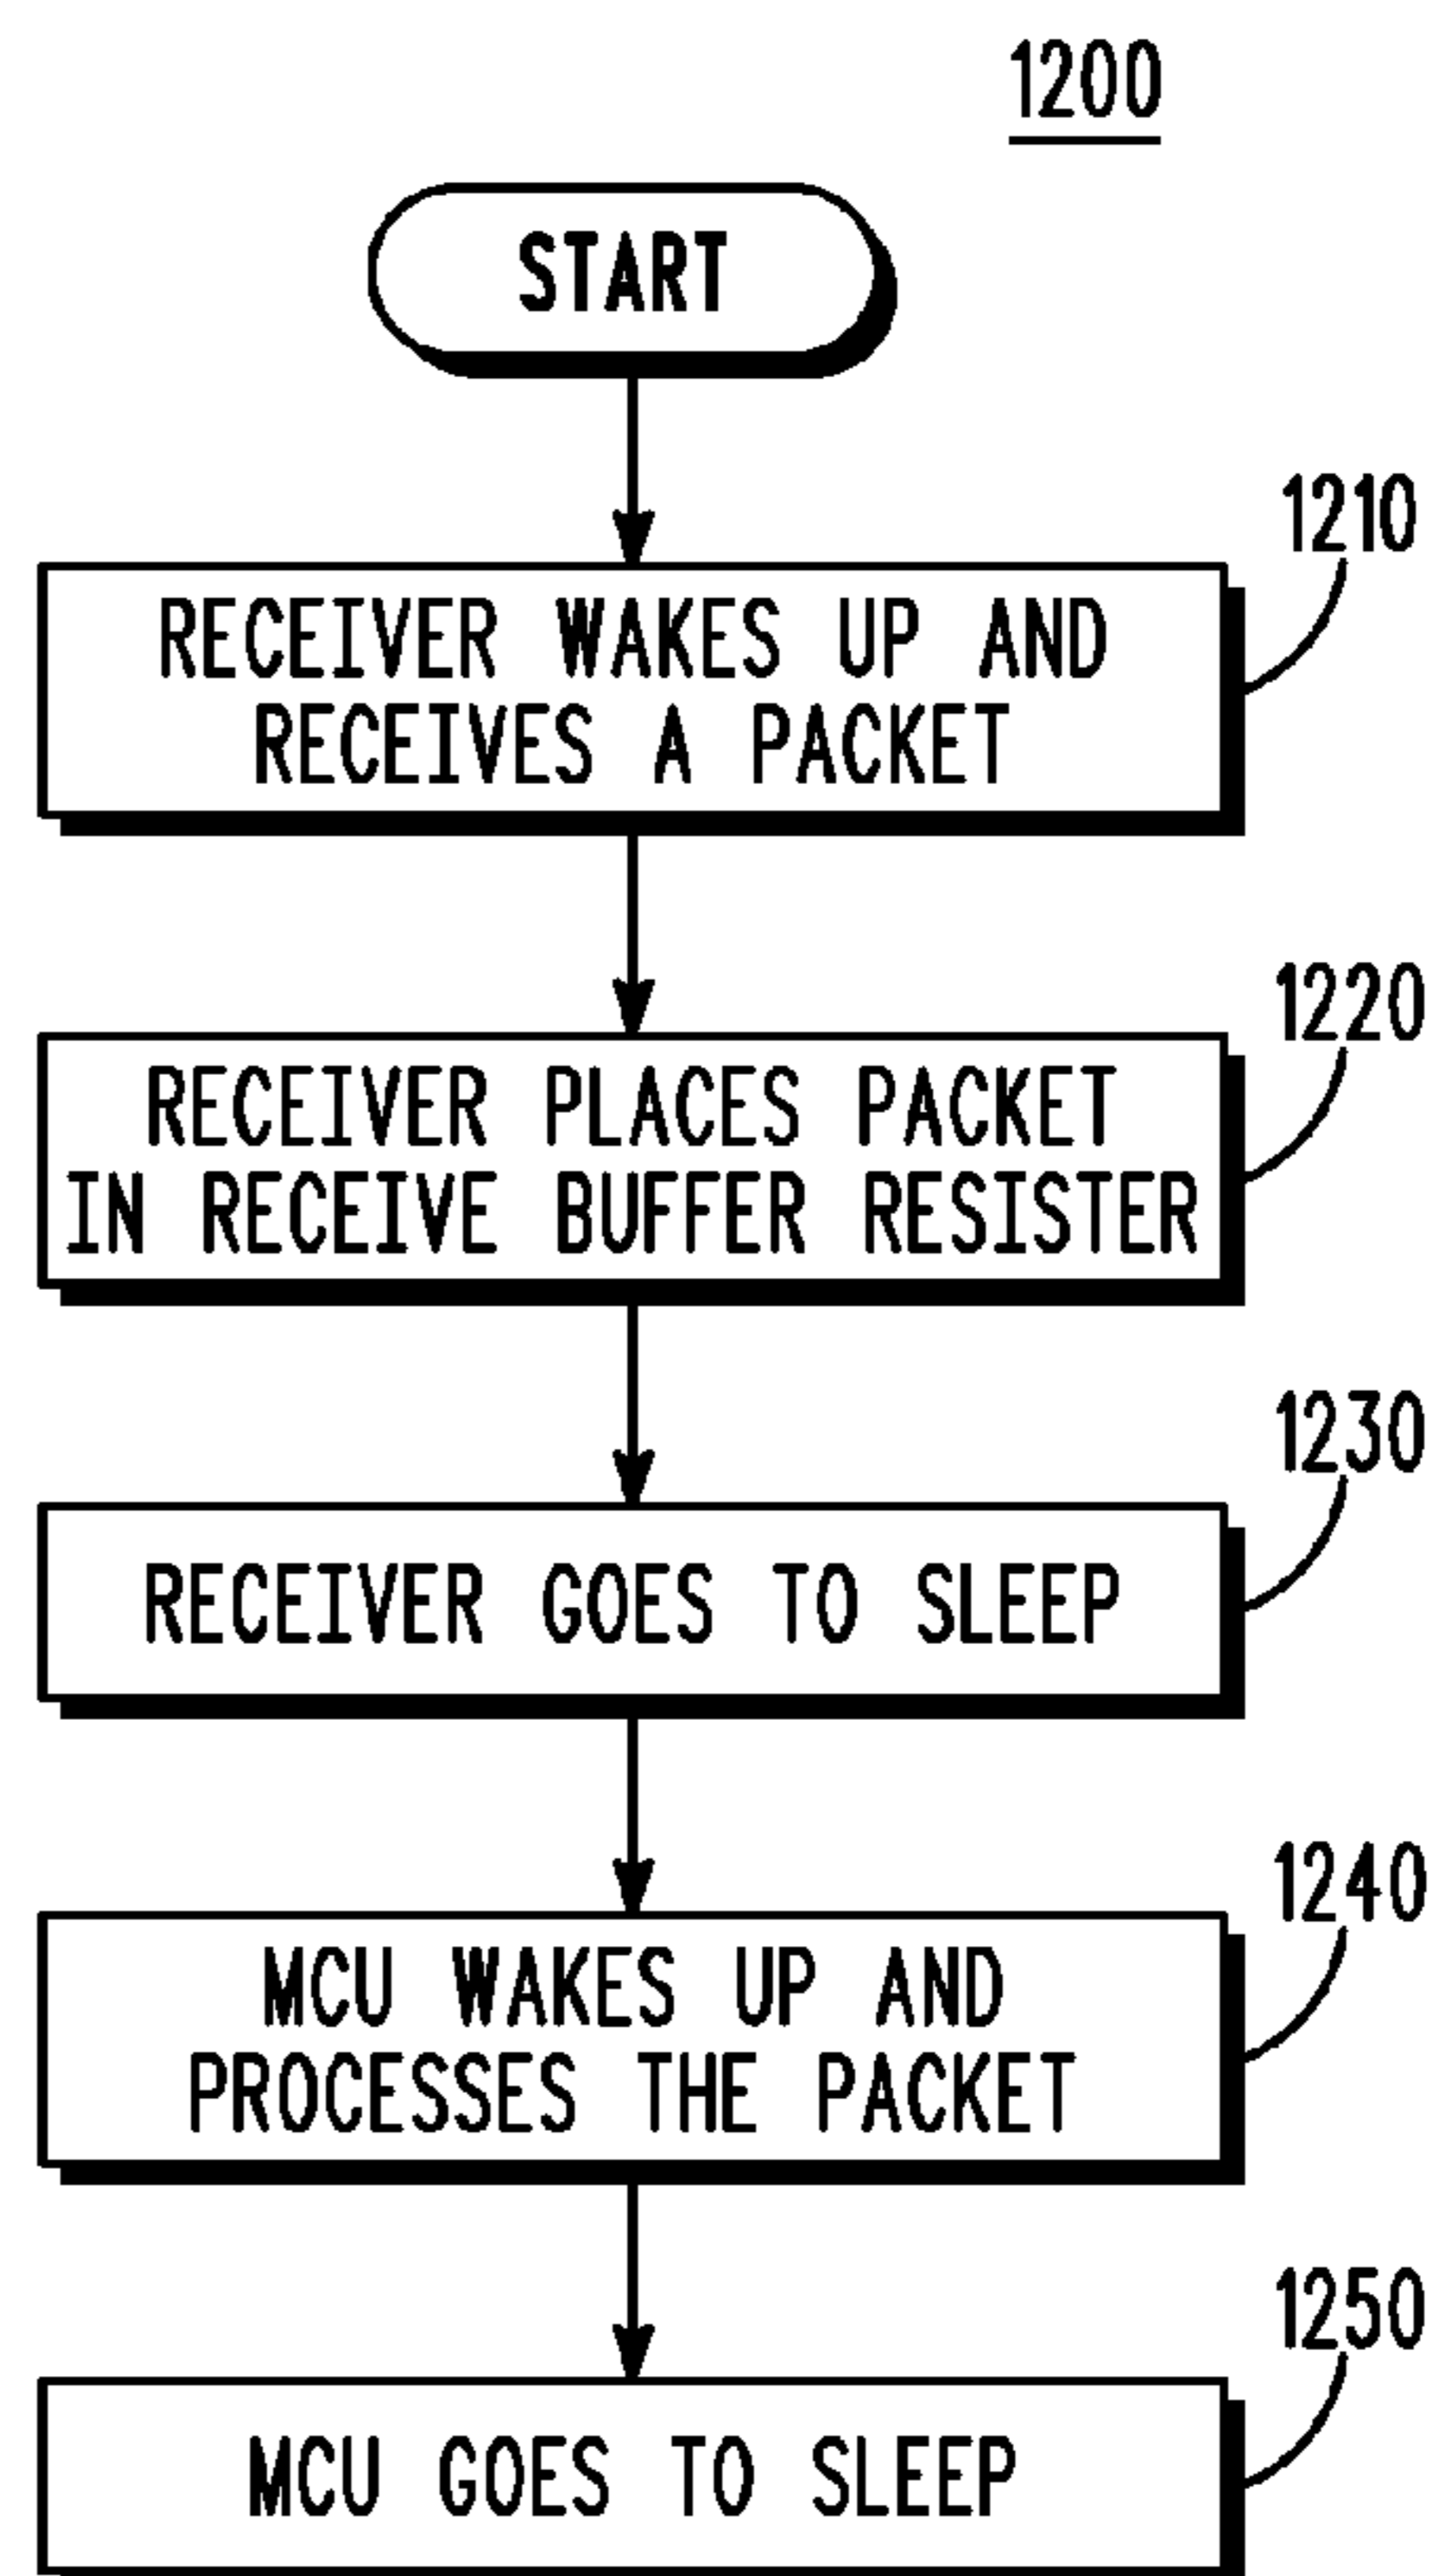 1200
START
1210
RECEIVER WAKES UP AND
RECEIVES A PACKET
1220
RECEIVER PLACES PACKET
IN RECEIVE BUFFER RESISTER
1230
RECEIVER GOES TO SLEEP
1240
MCU WAKES UP AND
PROCESSES THE PACKET
1250
MCU GOES TO SLEEP